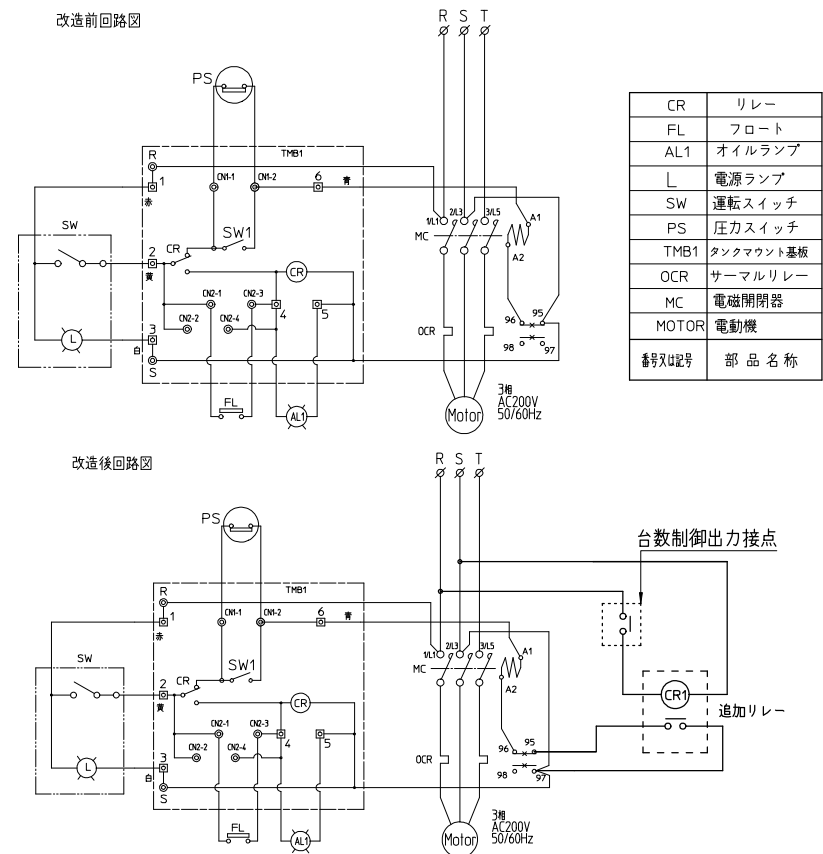 改造前回路図
R S T
PS
TMB1
R
1
CN1-1
CN1-2
6
青
赤
SW
CR
SW1
2
黄
CR
CN2-1
CN2-3
4
5
CN2-2
CN2-4
3
L
白
S
FL
AL1
1/L1
2/L3
3/L5
MC
A1
A2
OCR
96
95
98
97
Motor
3相
AC200V
50/60Hz
CR リレー
FL フロート
AL1 オイルランプ
L 電源ランプ
SW 運転スイッチ
PS 圧力スイッチ
TMB1 タンクマウント基板
OCR サーマルリレー
MC 電磁開閉器
MOTOR 電動機
番号又は記号 部品名称
改造後回路図
R S T
PS
TMB1
R
1
CN1-1
CN1-2
6
青
赤
SW
CR
SW1
2
黄
CR
CN2-1
CN2-3
4
5
CN2-2
CN2-4
3
L
白
S
FL
AL1
1/L1
2/L3
3/L5
MC
A1
A2
OCR
96
95
98
97
Motor
3相
AC200V
50/60Hz
台数制御出力接点
CR1
追加リレー